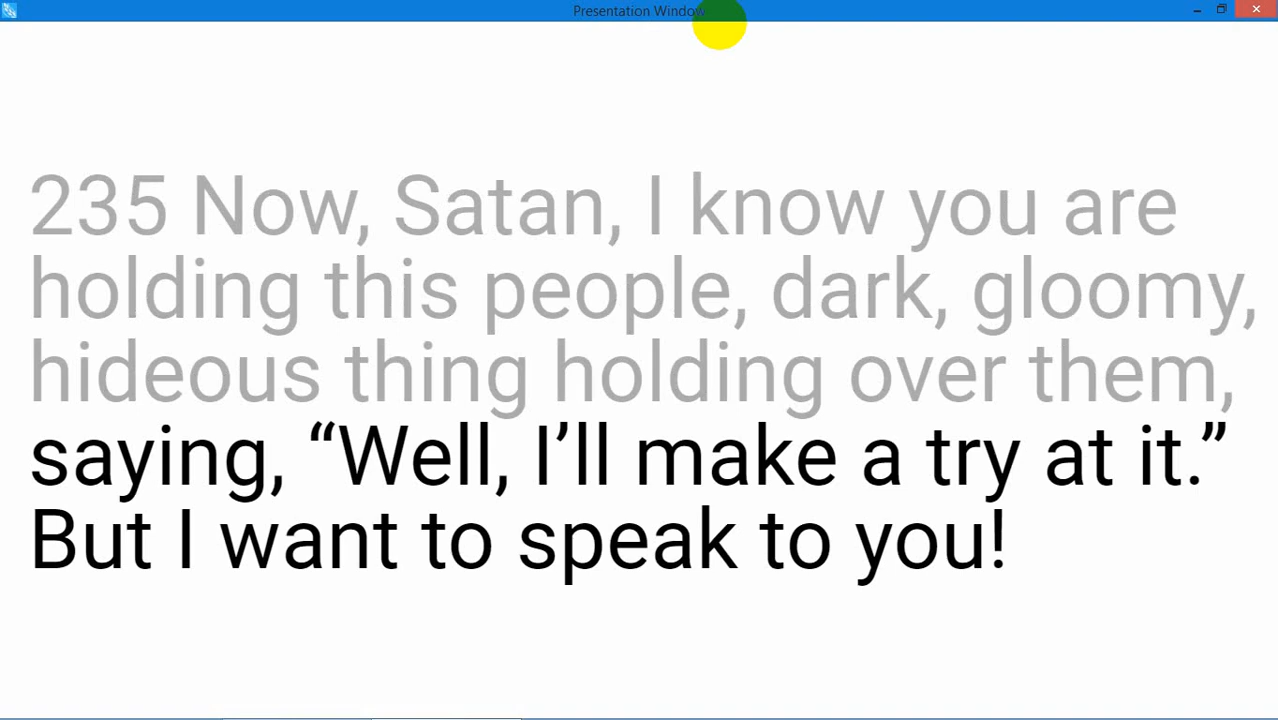 Presentation Window
235 Now, Satan, I know you are
holding this people, dark, gloomy,
hideous thing holding over them,
saying, “Well, I’ll make a try at it.”
But I want to speak to you!